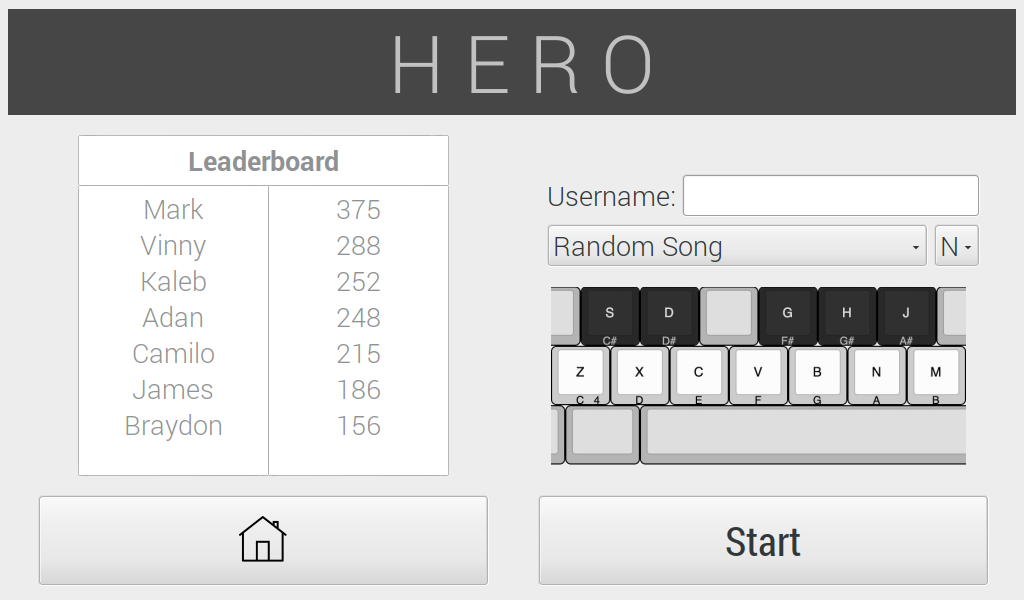 H E R O
Leaderboard
Mark 375
Vinny 288
Kaleb 252
Adan 248
Camilo 215
James 186
Braydon 156
Username:
Random Song N
S D G H J
C# D# F# G# A#
Z X C V B N M
C 4 D E F G A B
Start